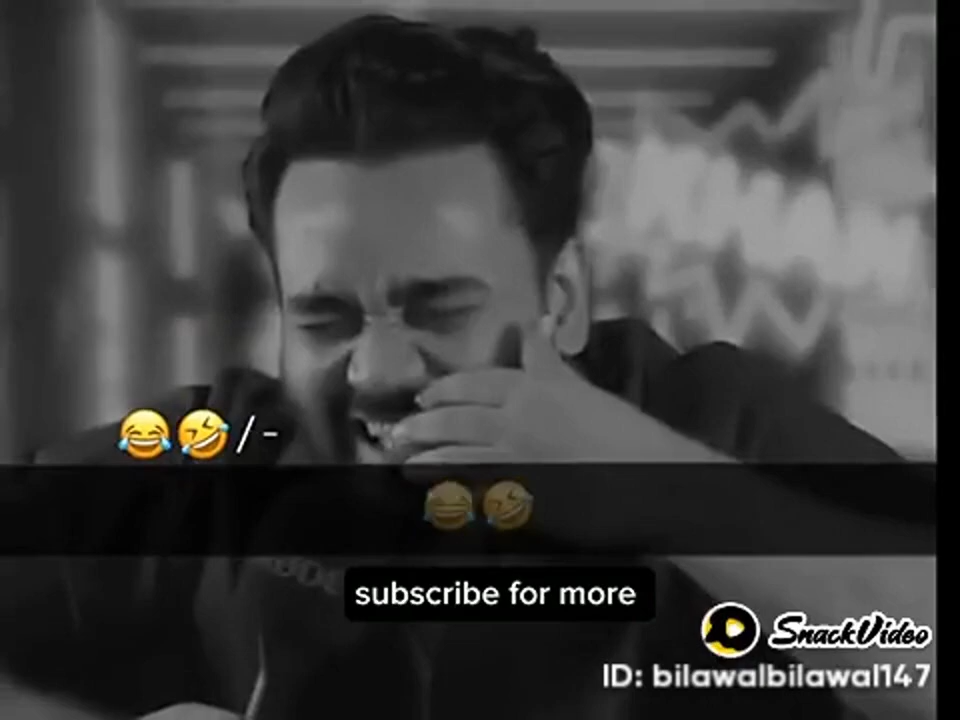 😂🤣/-
😂🤣
subscribe for more
SnackVideo
ID: bilawalbilawal147